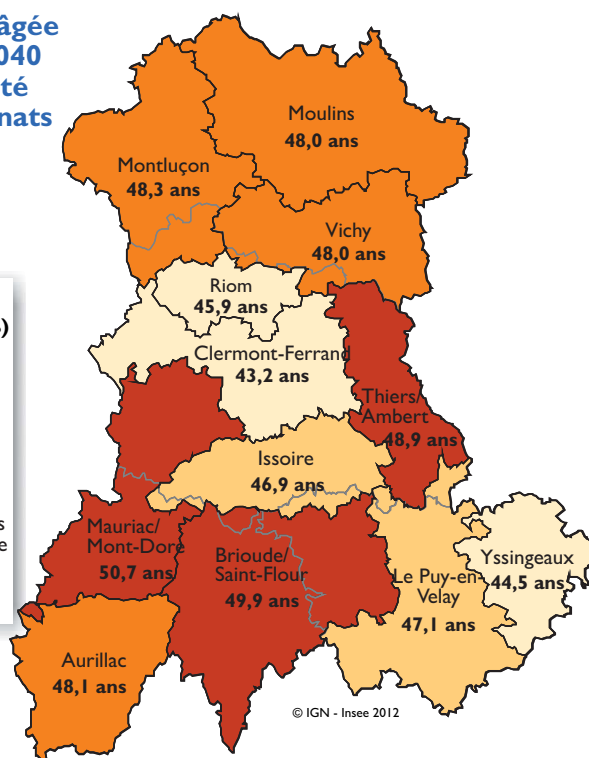 âgée
040
té
nats
Moulins
48,0 ans
Montluçon
48,3 ans
Vichy
48,0 ans
Riom
45,9 ans
)
Clermont-Ferrand
43,2 ans
Thiers/
Ambert
48,9 ans
Issoire
46,9 ans
s
e
Mauriac/
Mont-Dore
50,7 ans
Brioude/
Saint-Flour
49,9 ans
Le Puy-en-
Velay
47,1 ans
Yssingeaux
44,5 ans
Aurillac
48,1 ans
© IGN - Insee 2012